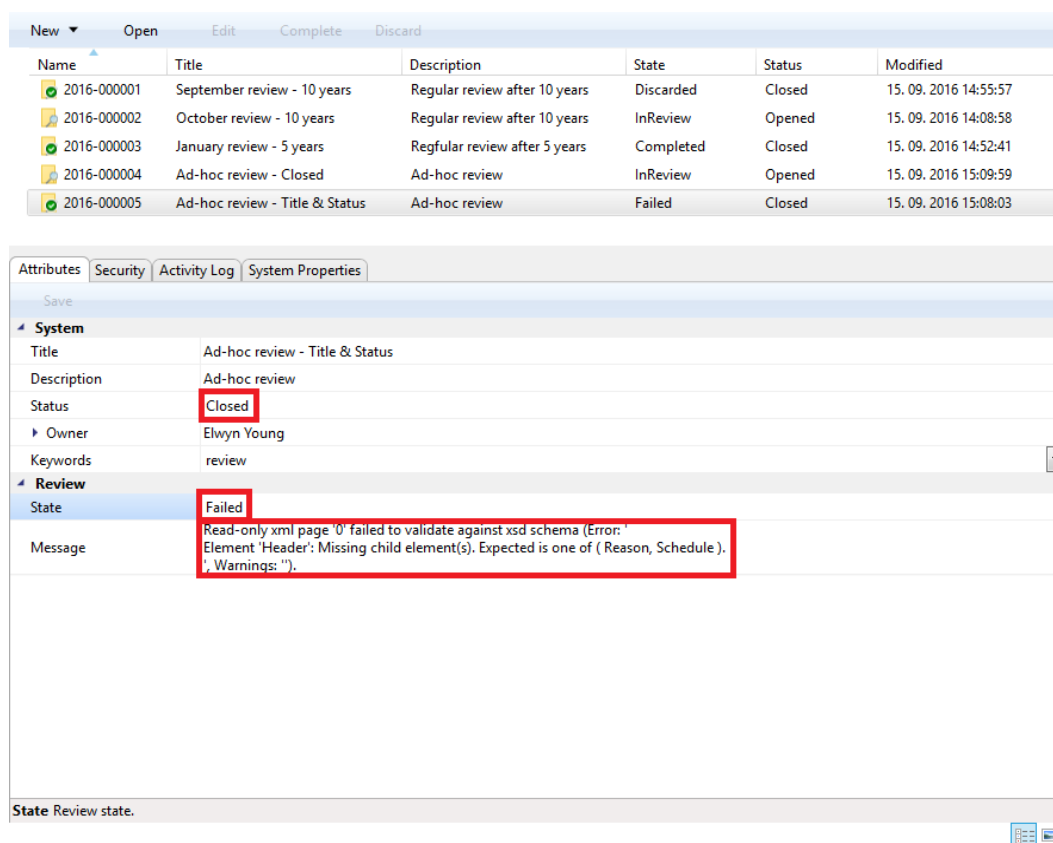 New Open Edit Complete Discard
Name Title Description State Status Modified
2016-000001 September review - 10 years Regular review after 10 years Discarded Closed 15. 09. 2016 14:55:57
2016-000002 October review - 10 years Regular review after 10 years InReview Opened 15. 09. 2016 14:08:58
2016-000003 January review - 5 years Regfular review after 5 years Completed Closed 15. 09. 2016 14:52:41
2016-000004 Ad-hoc review - Closed Ad-hoc review InReview Opened 15. 09. 2016 15:09:59
2016-000005 Ad-hoc review - Title & Status Ad-hoc review Failed Closed 15. 09. 2016 15:08:03
Attributes Security Activity Log System Properties
Save
System
Title Ad-hoc review - Title & Status
Description Ad-hoc review
Status Closed
Owner Elwyn Young
Keywords review
Review
State Failed
Message Read-only xml page '0' failed to validate against xsd schema (Error: '
Element 'Header': Missing child element(s). Expected is one of ( Reason, Schedule ).
', Warnings: '').
State Review state.